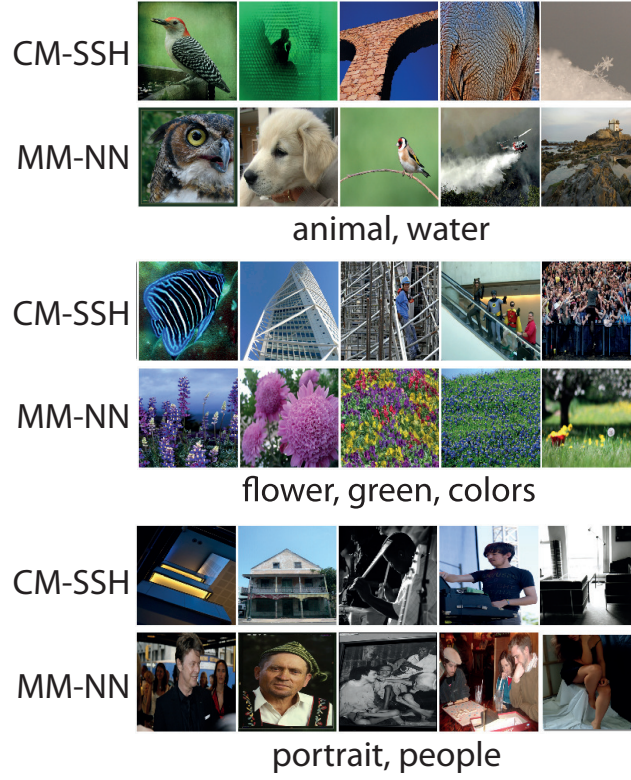 CM-SSH
MM-NN
animal, water
CM-SSH
MM-NN
flower, green, colors
CM-SSH
MM-NN
portrait, people